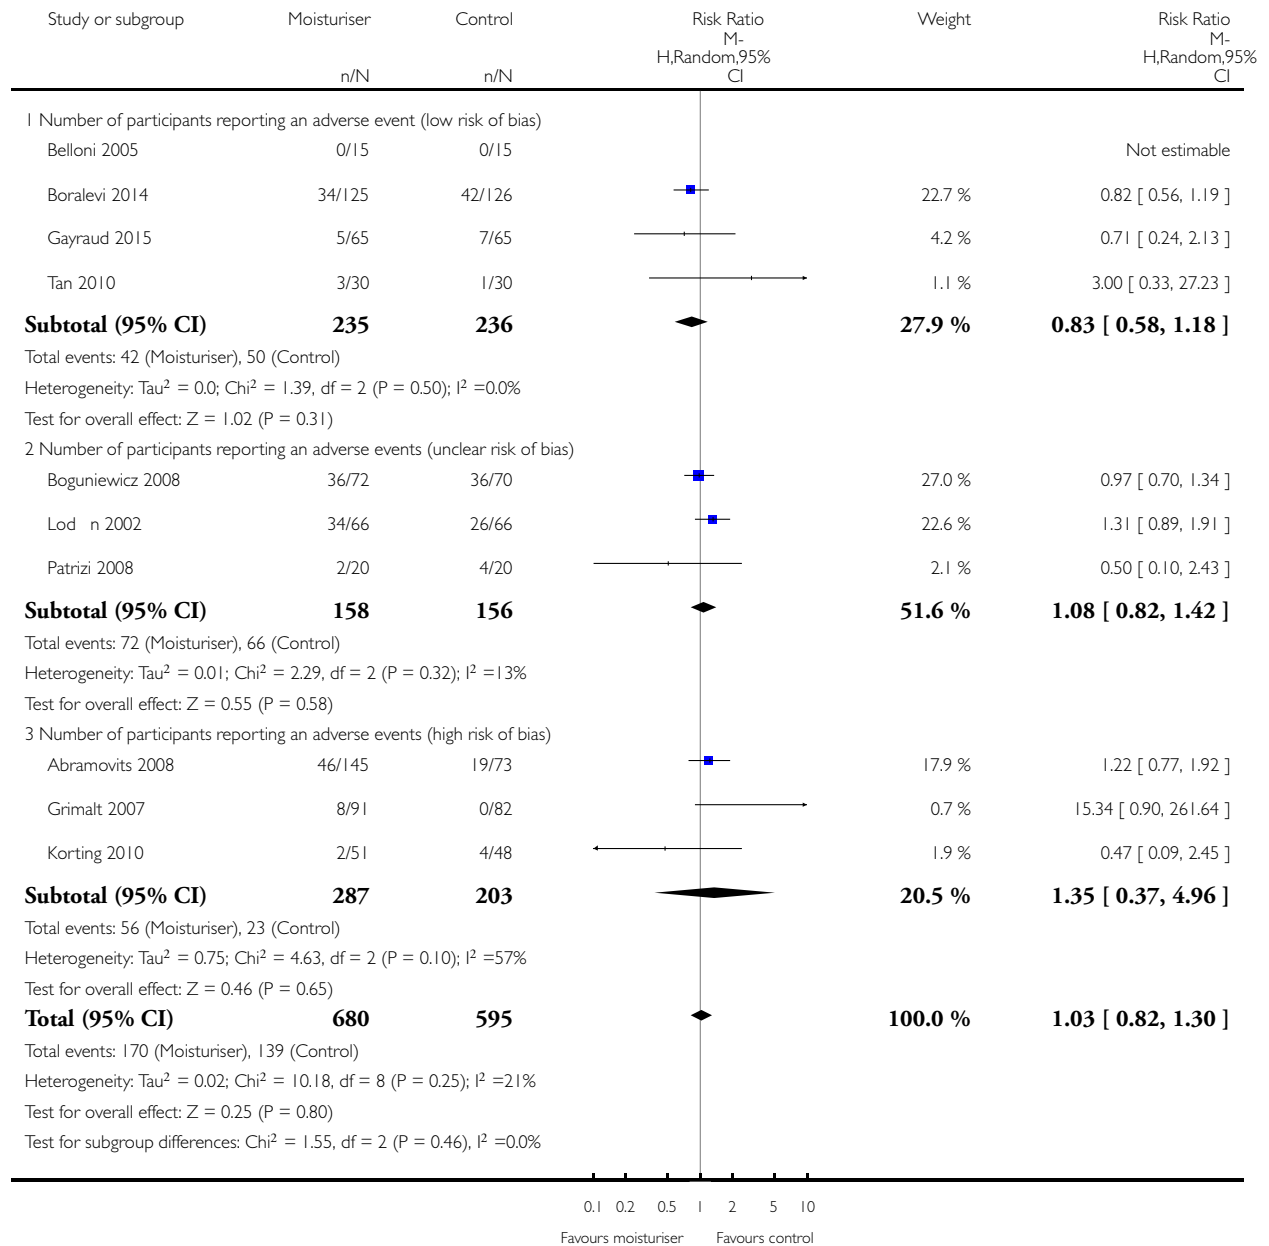 Study or subgroup Moisturiser Control Risk Ratio Weight Risk Ratio
M- M-
H,Random,95% H,Random,95%
n/N n/N CI CI
1 Number of participants reporting an adverse event (low risk of bias)
Belloni 2005 0/15 0/15 Not estimable
Boralevi 2014 34/125 42/126 22.7 % 0.82 [ 0.56, 1.19 ]
Gayraud 2015 5/65 7/65 4.2 % 0.71 [ 0.24, 2.13 ]
Tan 2010 3/30 1/30 1.1 % 3.00 [ 0.33, 27.23 ]
Subtotal (95% CI) 235 236 27.9 % 0.83 [ 0.58, 1.18 ]
Total events: 42 (Moisturiser), 50 (Control)
Heterogeneity: Tau² = 0.0; Chi² = 1.39, df = 2 (P = 0.50); I² =0.0%
Test for overall effect: Z = 1.02 (P = 0.31)
2 Number of participants reporting an adverse events (unclear risk of bias)
Boguniewicz 2008 36/72 36/70 27.0 % 0.97 [ 0.70, 1.34 ]
Lod n 2002 34/66 26/66 22.6 % 1.31 [ 0.89, 1.91 ]
Patrizi 2008 2/20 4/20 2.1 % 0.50 [ 0.10, 2.43 ]
Subtotal (95% CI) 158 156 51.6 % 1.08 [ 0.82, 1.42 ]
Total events: 72 (Moisturiser), 66 (Control)
Heterogeneity: Tau² = 0.01; Chi² = 2.29, df = 2 (P = 0.32); I² =13%
Test for overall effect: Z = 0.55 (P = 0.58)
3 Number of participants reporting an adverse events (high risk of bias)
Abramovits 2008 46/145 19/73 17.9 % 1.22 [ 0.77, 1.92 ]
Grimalt 2007 8/91 0/82 0.7 % 15.34 [ 0.90, 261.64 ]
Korting 2010 2/51 4/48 1.9 % 0.47 [ 0.09, 2.45 ]
Subtotal (95% CI) 287 203 20.5 % 1.35 [ 0.37, 4.96 ]
Total events: 56 (Moisturiser), 23 (Control)
Heterogeneity: Tau² = 0.75; Chi² = 4.63, df = 2 (P = 0.10); I² =57%
Test for overall effect: Z = 0.46 (P = 0.65)
Total (95% CI) 680 595 100.0 % 1.03 [ 0.82, 1.30 ]
Total events: 170 (Moisturiser), 139 (Control)
Heterogeneity: Tau² = 0.02; Chi² = 10.18, df = 8 (P = 0.25); I² =21%
Test for overall effect: Z = 0.25 (P = 0.80)
Test for subgroup differences: Chi² = 1.55, df = 2 (P = 0.46), I² =0.0%
0.1 0.2 0.5 1 2 5 10
Favours moisturiser Favours control